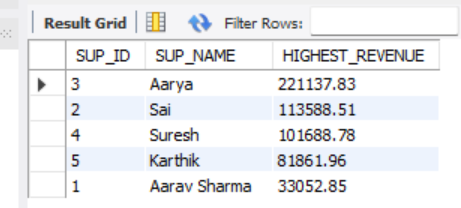 Result Grid Filter Rows:
SUP_ID SUP_NAME HIGHEST_REVENUE
3 Aarya 221137.83
2 Sai 113588.51
4 Suresh 101688.78
5 Karthik 81861.96
1 Aarav Sharma 33052.85